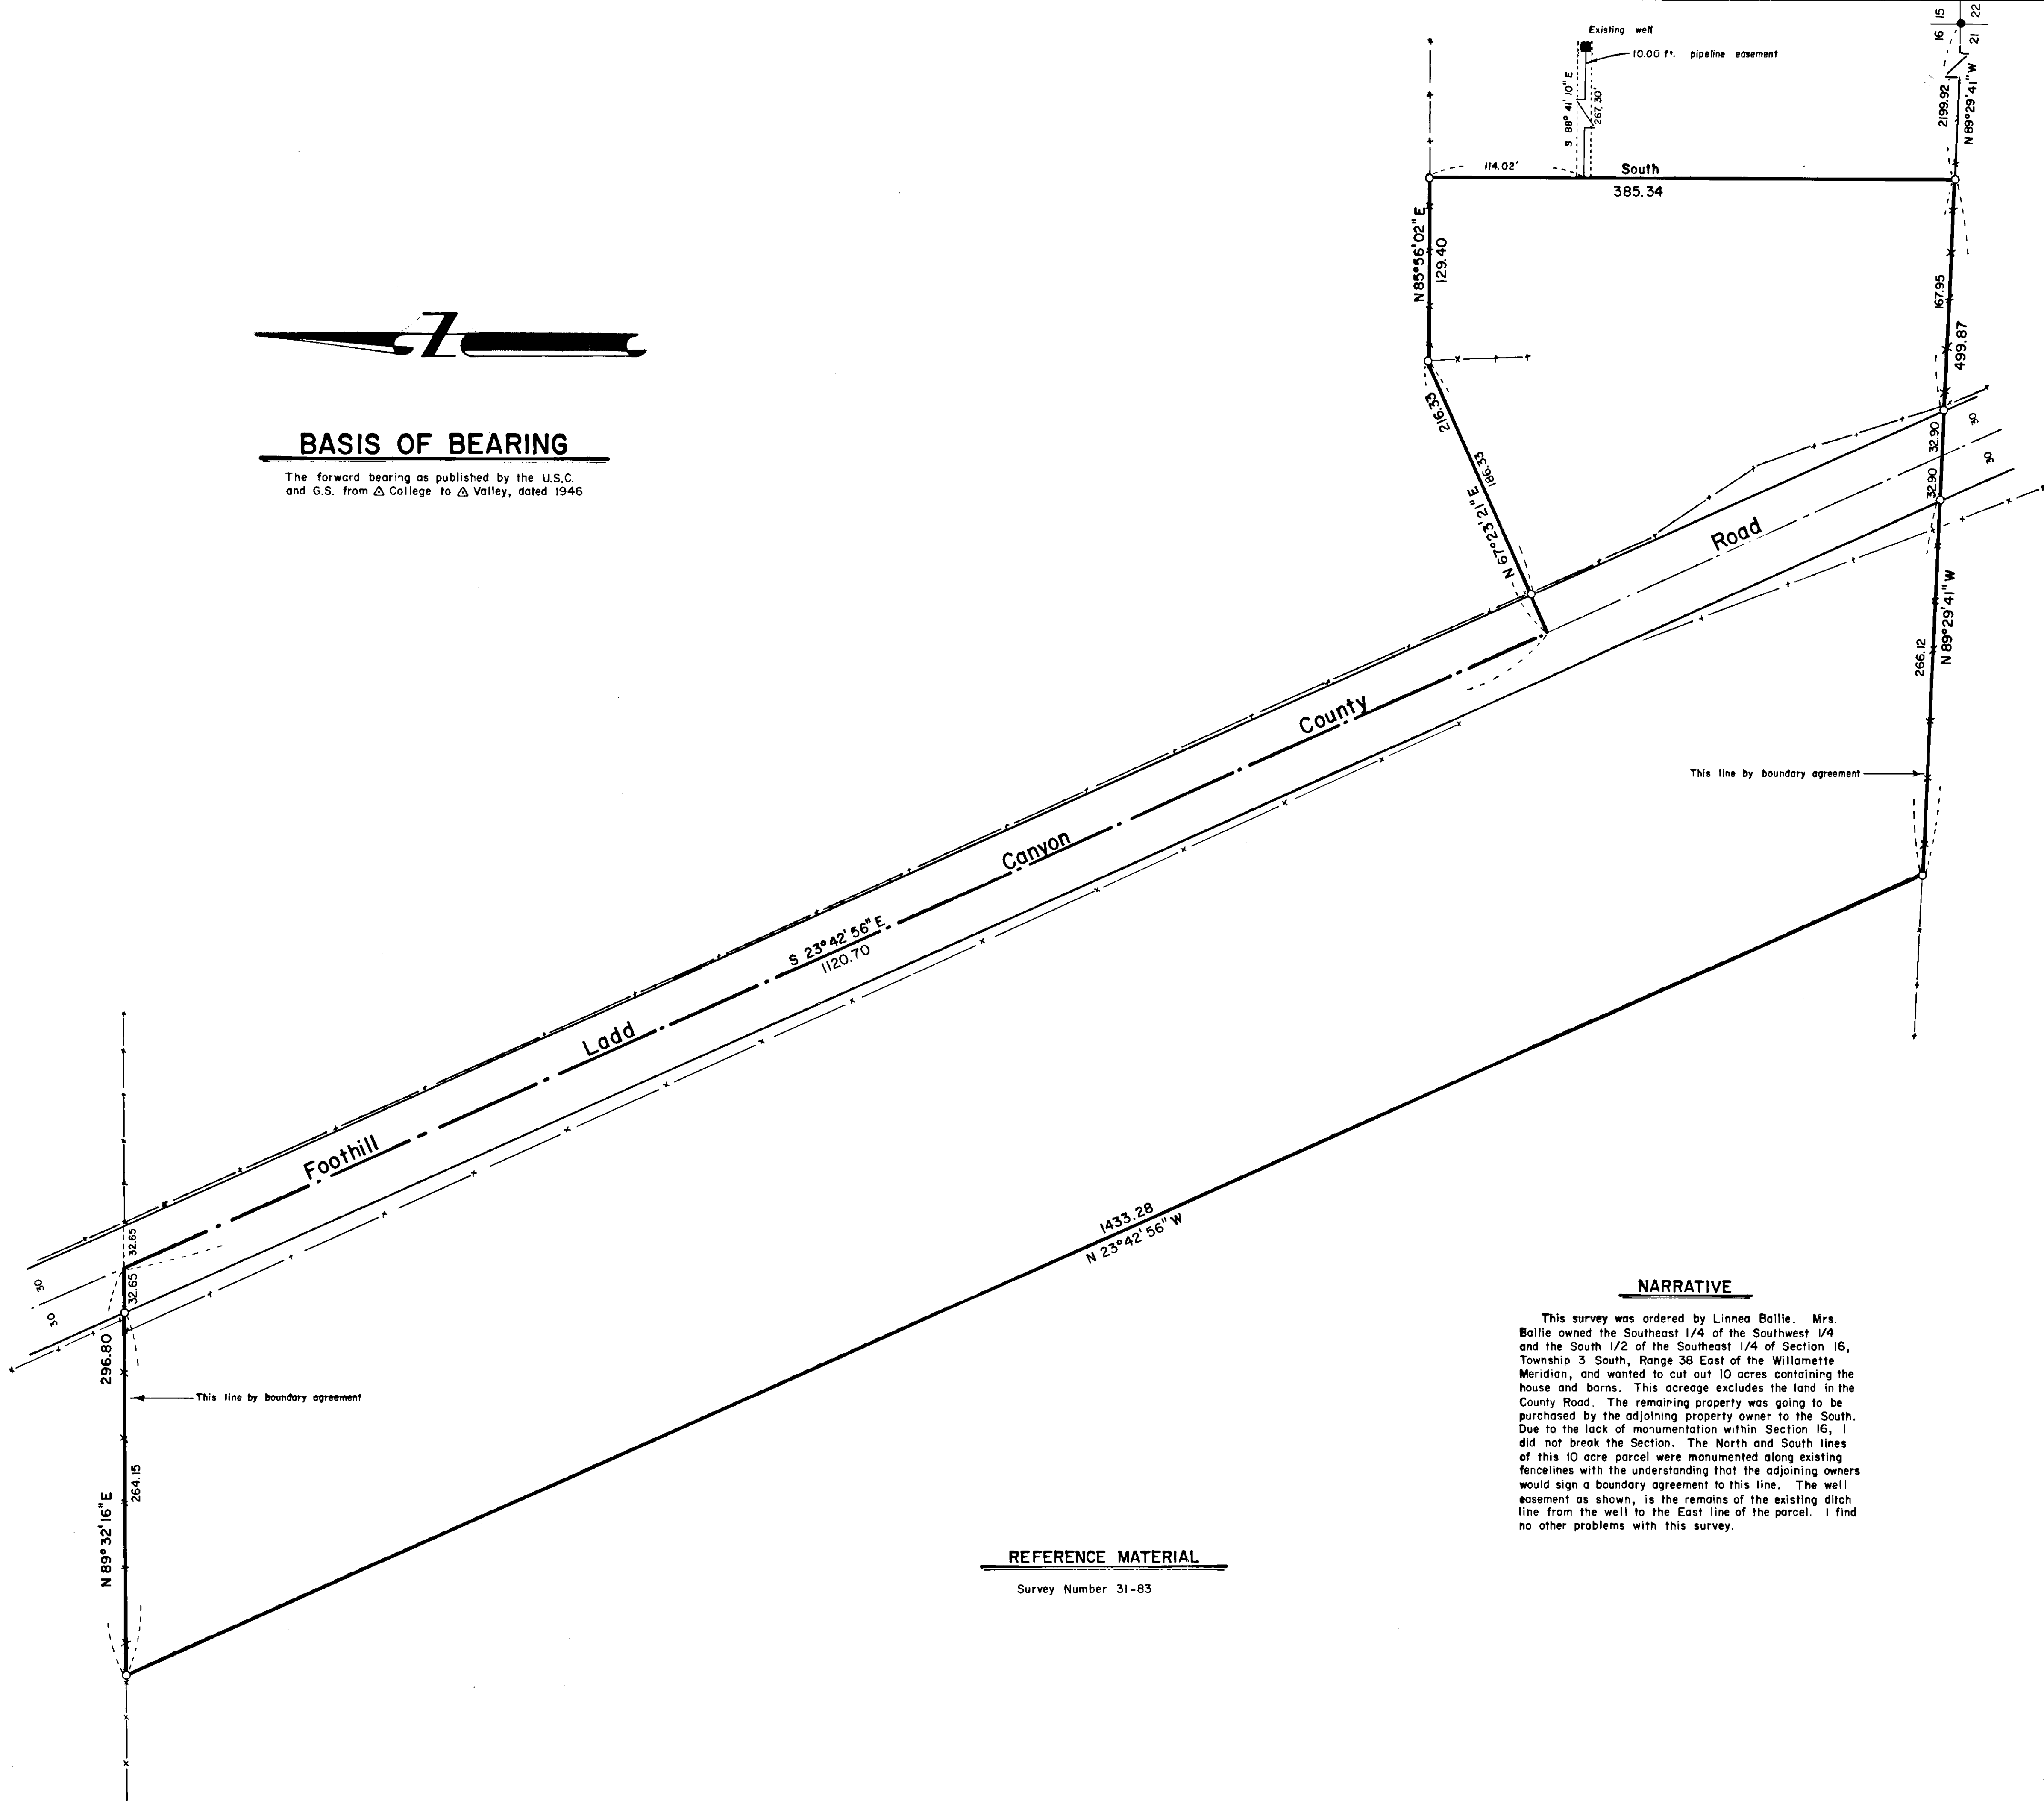 15
22
16
21
Existing well
10.00 ft. pipeline easement
S 88° 41' 10" E
267.30'
2199.92
N 89°29'41" W
114.02'
South
385.34
N 85°56'02" E
129.40
167.95
499.87
216.33
186.33
N 67°23'21" E
32.90
32.90
30
30
266.12
N 89°29'41" W
This line by boundary agreement
Z
BASIS OF BEARING
The forward bearing as published by the U.S.C.
and G.S. from △ College to △ Valley, dated 1946
Road
County
Canyon
S 23°42'56" E
1120.70
Ladd
Foothill
32.65
32.65
30
30
296.80
This line by boundary agreement
264.15
N 89°32'16" E
1433.28
N 23°42'56" W
NARRATIVE
This survey was ordered by Linnea Bailie. Mrs.
Bailie owned the Southeast 1/4 of the Southwest 1/4
and the South 1/2 of the Southeast 1/4 of Section 16,
Township 3 South, Range 38 East of the Willamette
Meridian, and wanted to cut out 10 acres containing the
house and barns. This acreage excludes the land in the
County Road. The remaining property was going to be
purchased by the adjoining property owner to the South.
Due to the lack of monumentation within Section 16, I
did not break the Section. The North and South lines
of this 10 acre parcel were monumented along existing
fencelines with the understanding that the adjoining owners
would sign a boundary agreement to this line. The well
easement as shown, is the remains of the existing ditch
line from the well to the East line of the parcel. I find
no other problems with this survey.
REFERENCE MATERIAL
Survey Number 31-83